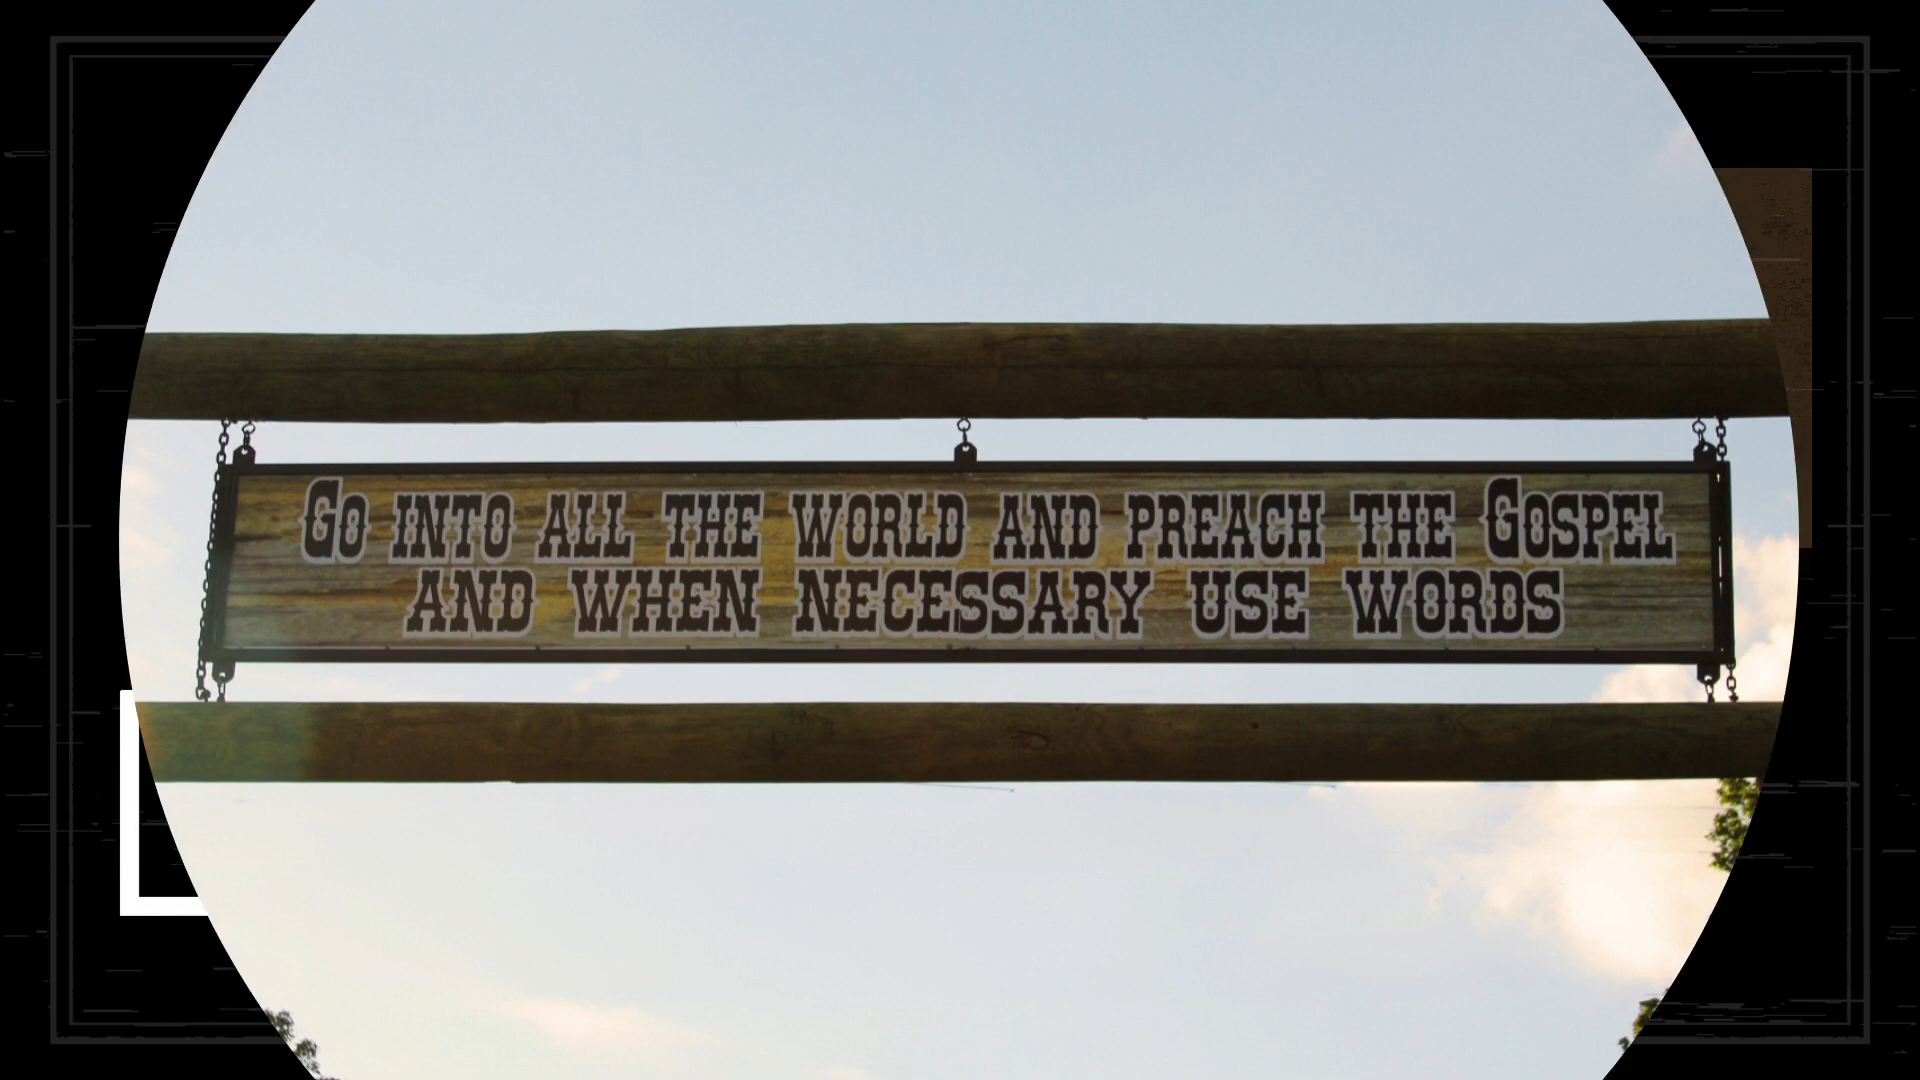 Go into all the world and preach the Gospel
and when necessary use words